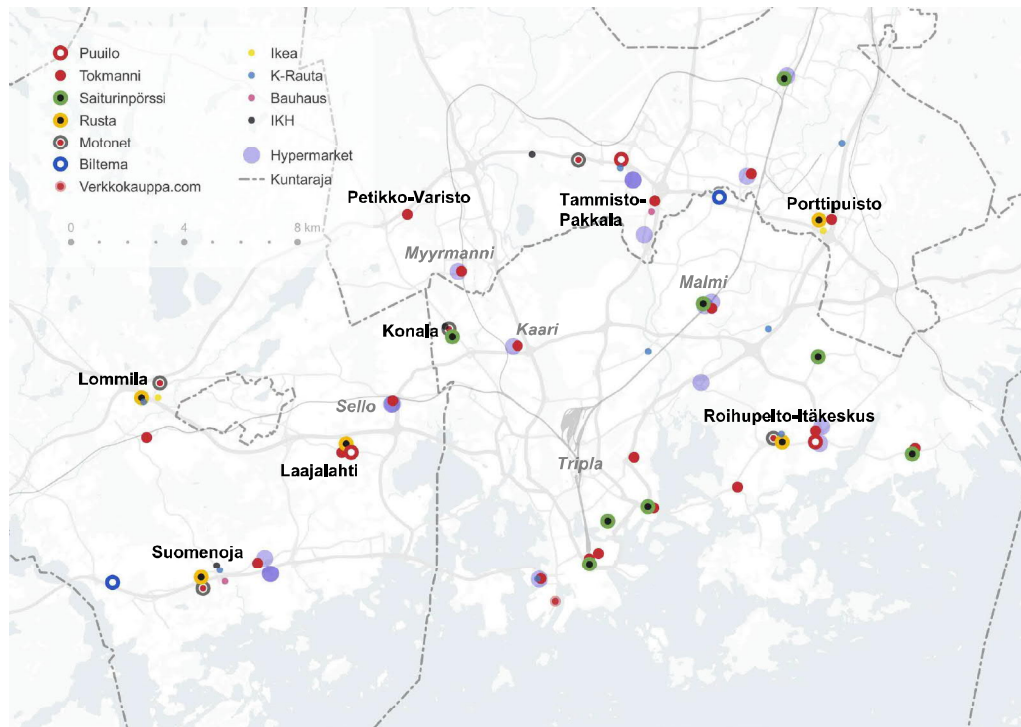 Puuilo
Tokmanni
Saiturinpörssi
Rusta
Motonet
Biltema
Verkkokauppa.com
Ikea
K-Rauta
Bauhaus
IKH
Hypermarket
Kuntaraja
0 4 8 km
Petikko-Varisto
Tammisto-
Pakkala
Porttipuisto
Myyrmanni
Malmi
Konala
Kaari
Lommila
Sello
Roihupelto-Itäkeskus
Laajalahti
Tripla
Suomenoja